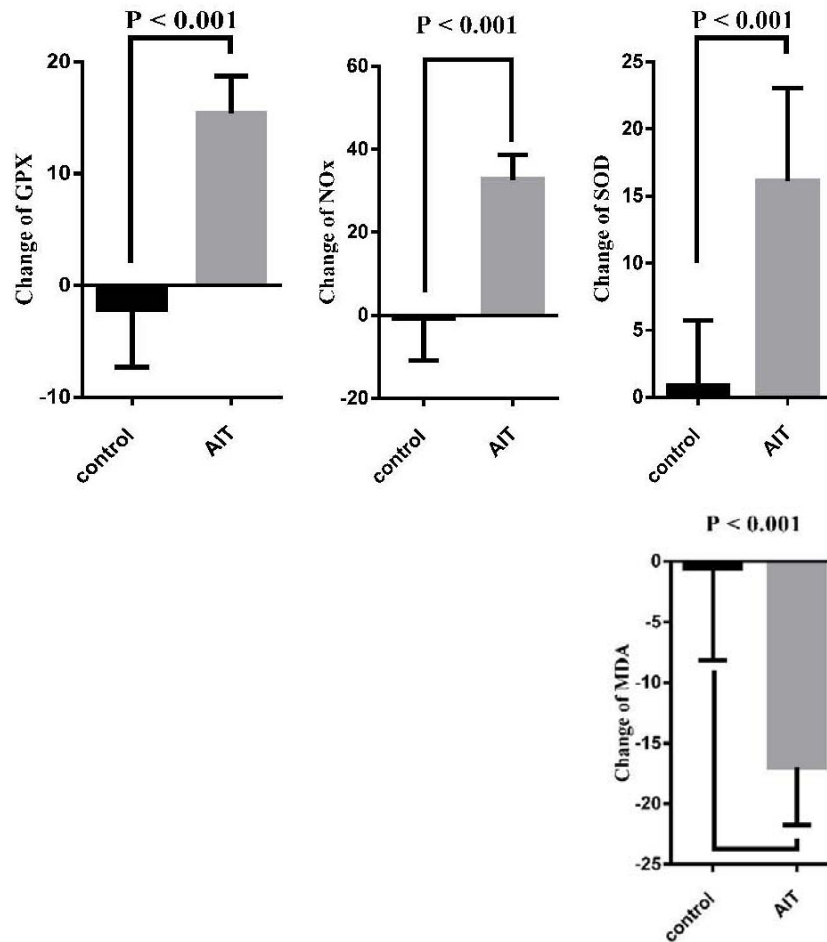 P < 0.001
Change of GPX
20
10
0
-10
control
AIT
P < 0.001
Change of NOx
60
40
20
0
-20
control
AIT
P < 0.001
Change of SOD
25
20
15
10
5
0
control
AIT
P < 0.001
Change of MDA
0
-5
-10
-15
-20
-25
control
AIT